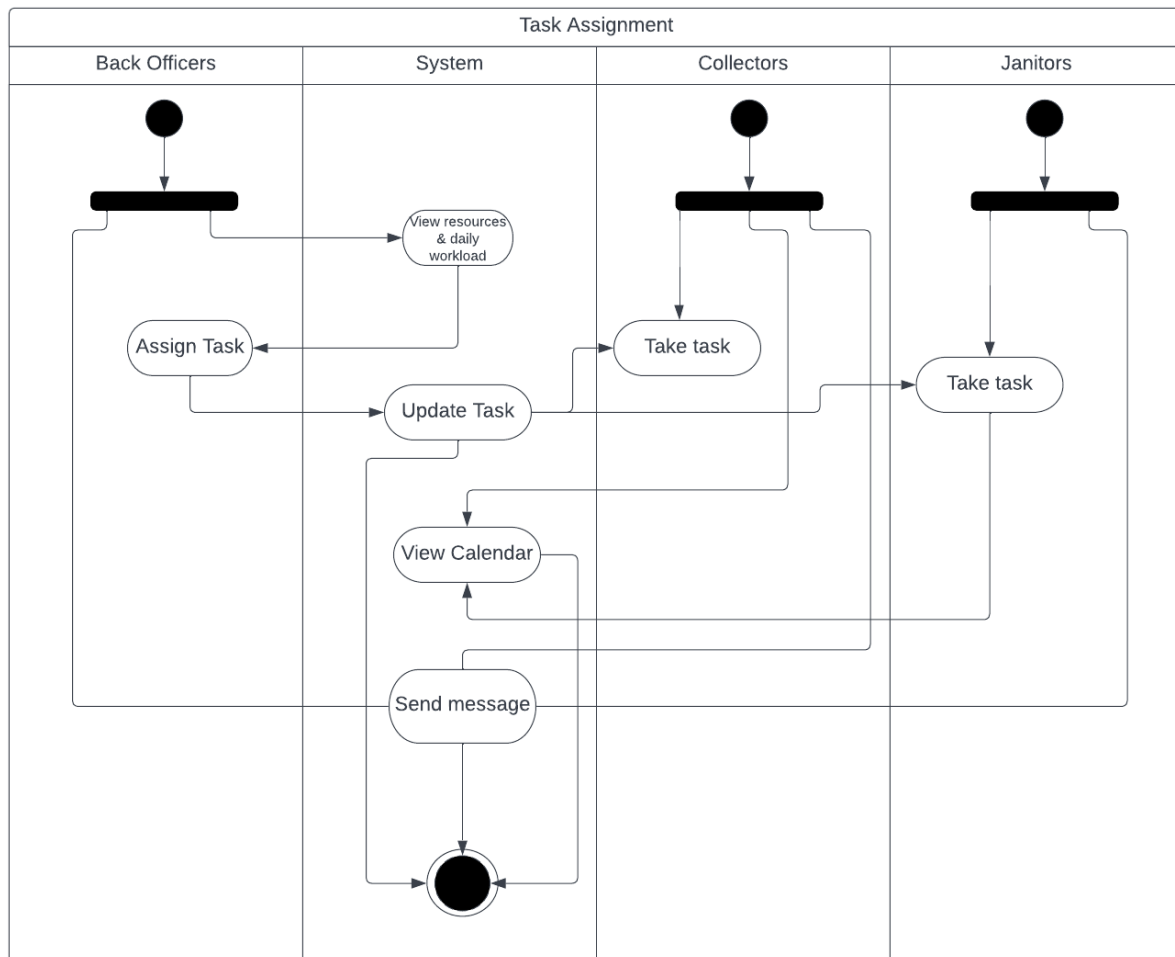 Task Assignment
Back Officers
System
Collectors
Janitors
View resources
& daily
workload
Assign Task
Take task
Take task
Update Task
View Calendar
Send message